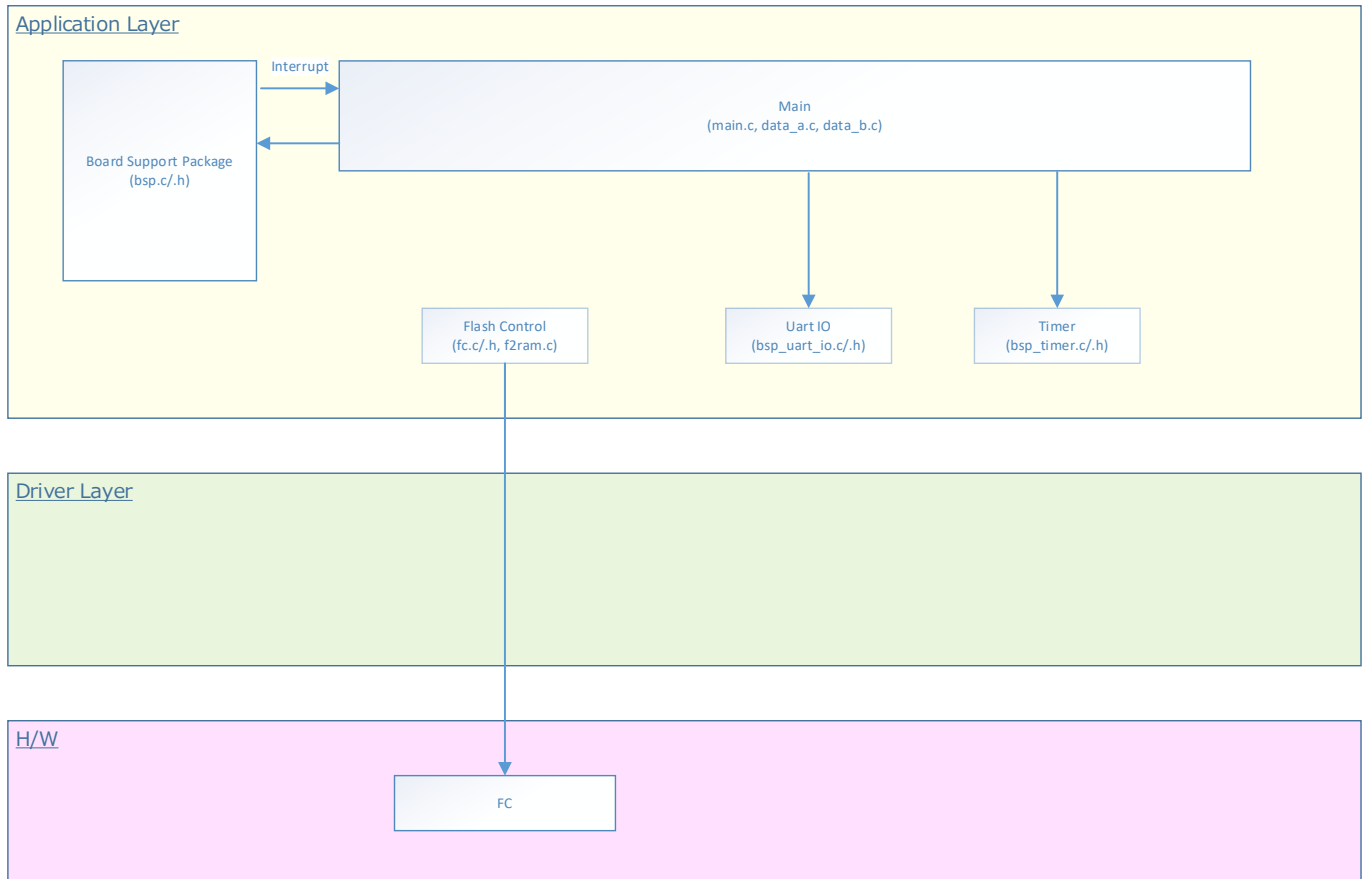 Application Layer
Interrupt
Main
(main.c, data_a.c, data_b.c)
Board Support Package
(bsp.c/.h)
Flash Control
(fc.c/.h, f2ram.c)
Uart IO
(bsp_uart_io.c/.h)
Timer
(bsp_timer.c/.h)
Driver Layer
H/W
FC